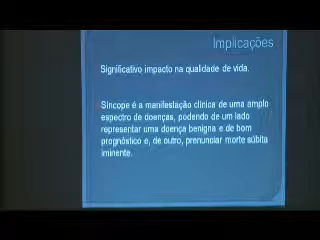 Implicações
Significativo impacto na qualidade de vida.
Síncope é a manifestação clínica de uma amplo
espectro de doenças, podendo de um lado
representar uma doença benigna e de bom
prognóstico e, de outro, prenunciar morte súbita
iminente.